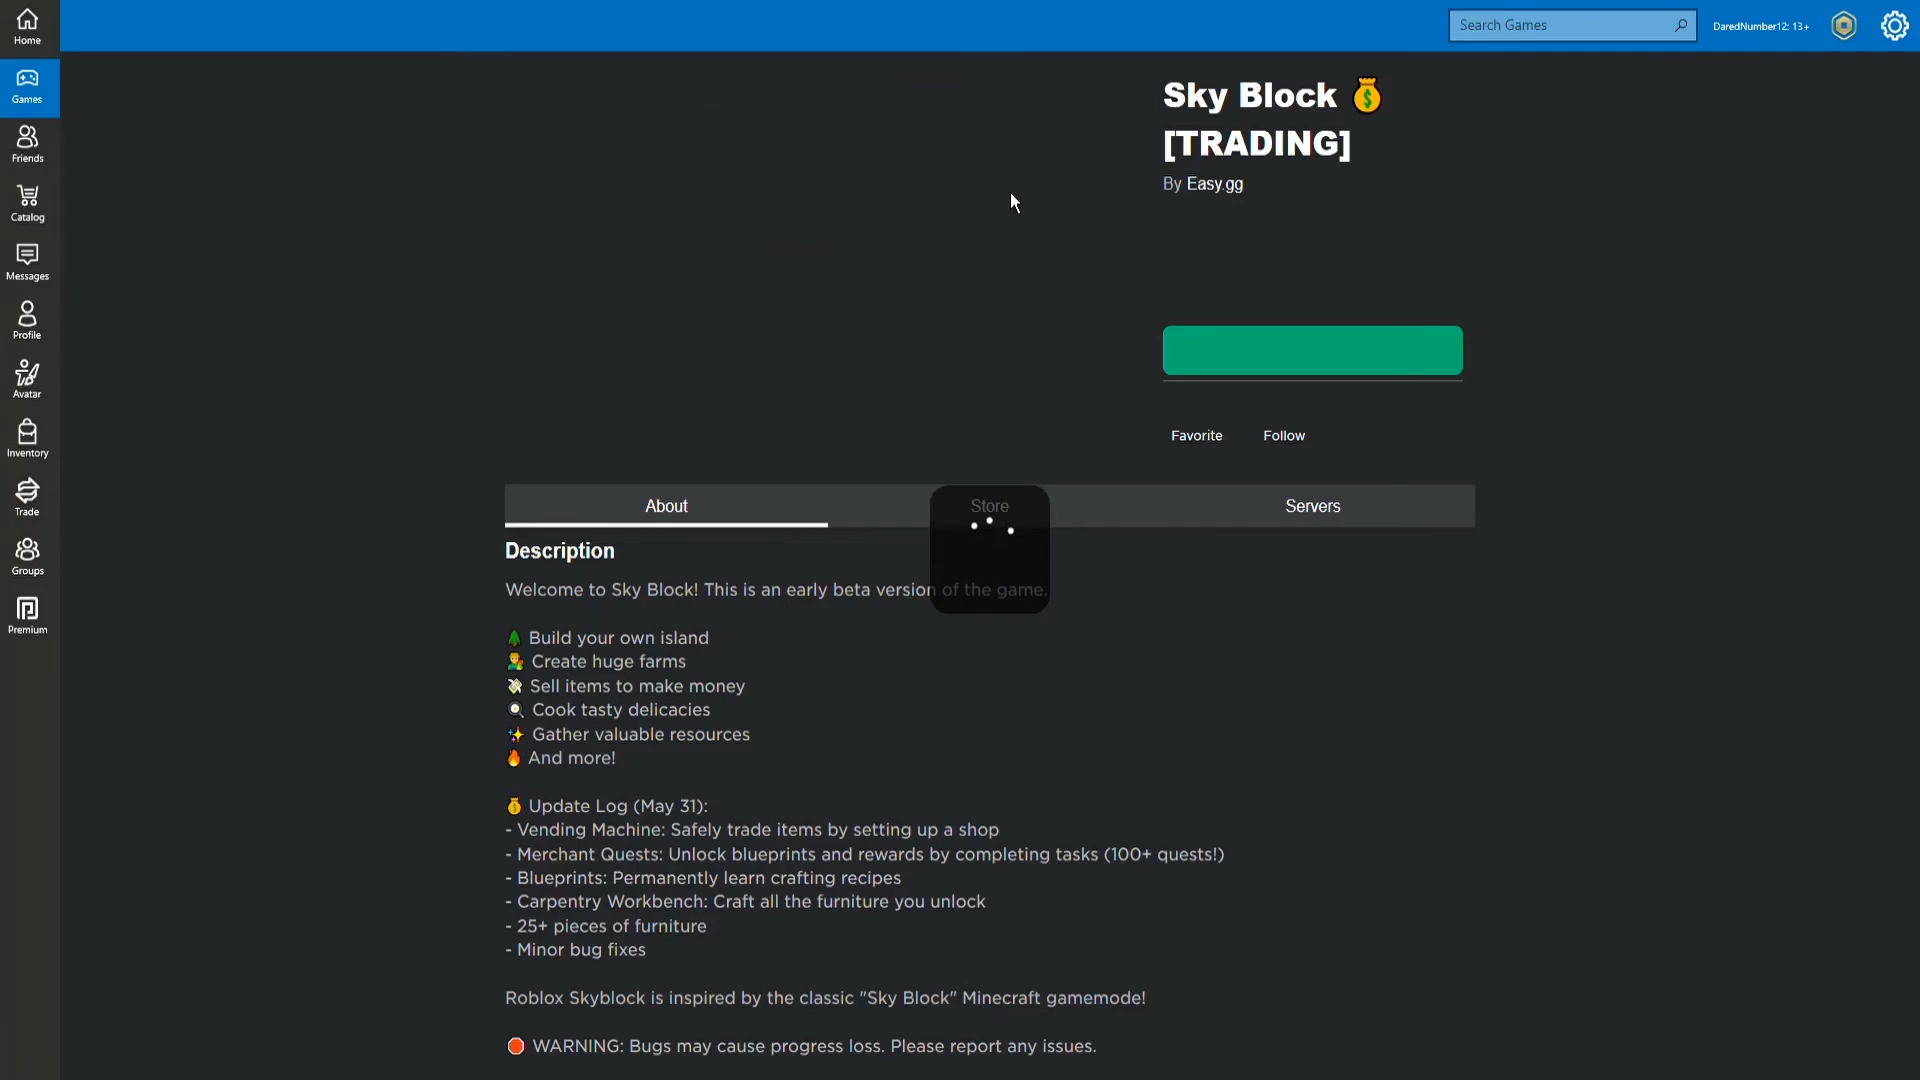 Home
Games
Friends
Catalog
Messages
Profile
Avatar
Inventory
Trade
Groups
Premium
Search Games
DaredNumber12: 13+
Sky Block 💰
[TRADING]
By Easy.gg
Favorite
Follow
About
Store
Servers
Description
Welcome to Sky Block! This is an early beta version of the game.
🌲 Build your own island
👨‍🌾 Create huge farms
💸 Sell items to make money
🍳 Cook tasty delicacies
✨ Gather valuable resources
🔥 And more!
💰 Update Log (May 31):
- Vending Machine: Safely trade items by setting up a shop
- Merchant Quests: Unlock blueprints and rewards by completing tasks (100+ quests!)
- Blueprints: Permanently learn crafting recipes
- Carpentry Workbench: Craft all the furniture you unlock
- 25+ pieces of furniture
- Minor bug fixes
Roblox Skyblock is inspired by the classic "Sky Block" Minecraft gamemode!
🛑 WARNING: Bugs may cause progress loss. Please report any issues.